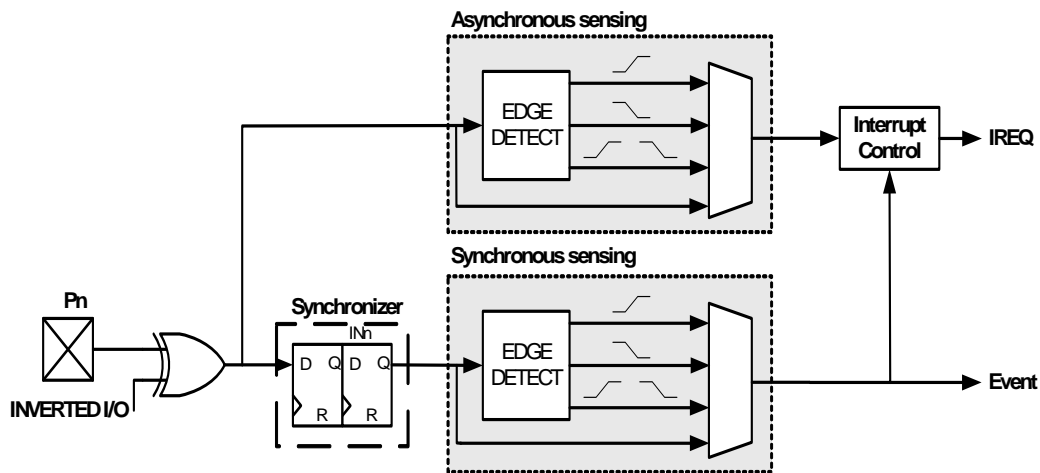 Asynchronous sensing
EDGE
DETECT
Interrupt
Control
IREQ
Synchronous sensing
Pn
Synchronizer
INn
D Q D Q
R R
EDGE
DETECT
Event
INVERTED I/O